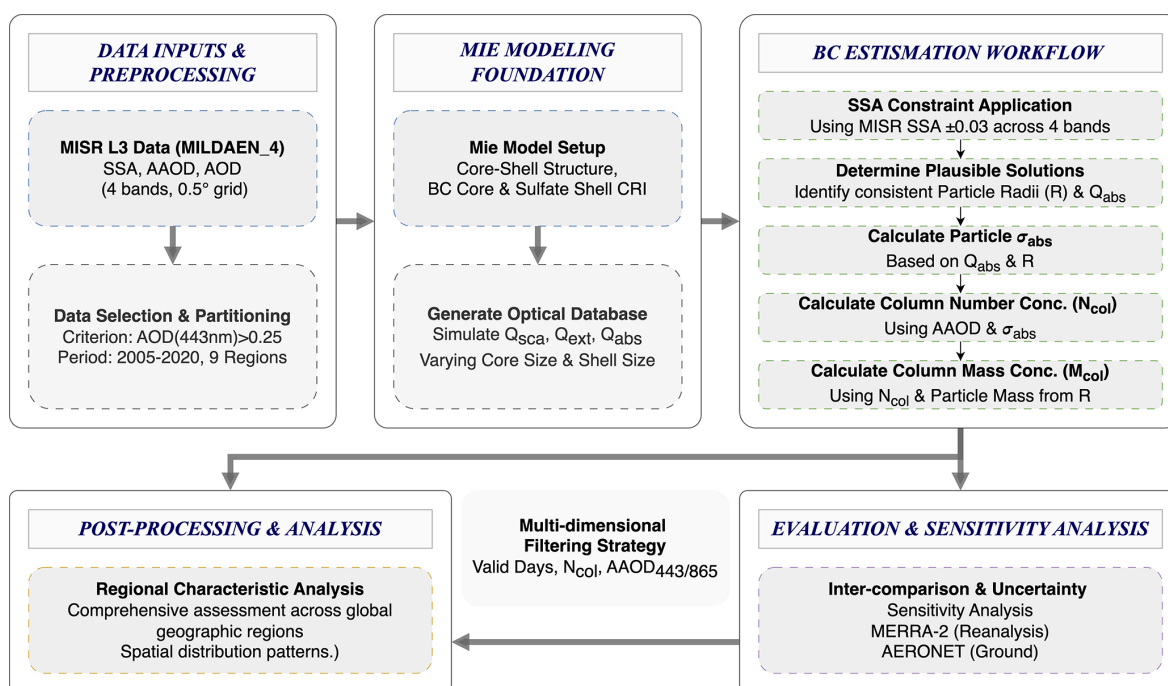 DATA INPUTS &
PREPROCESSING
MISR L3 Data (MILDAEN_4)
SSA, AAOD, AOD
(4 bands, 0.5° grid)
Data Selection & Partitioning
Criterion: AOD(443nm)>0.25
Period: 2005-2020, 9 Regions
MIE MODELING
FOUNDATION
Mie Model Setup
Core-Shell Structure,
BC Core & Sulfate Shell CRI
Generate Optical Database
Simulate Qsca, Qext, Qabs
Varying Core Size & Shell Size
BC ESTISMATION WORKFLOW
SSA Constraint Application
Using MISR SSA ±0.03 across 4 bands
Determine Plausible Solutions
Identify consistent Particle Radii (R) & Qabs
Calculate Particle σabs
Based on Qabs & R
Calculate Column Number Conc. (Ncol)
Using AAOD & σabs
Calculate Column Mass Conc. (Mcol)
Using Ncol & Particle Mass from R
POST-PROCESSING & ANALYSIS
Regional Characteristic Analysis
Comprehensive assessment across global
geographic regions
Spatial distribution patterns.)
Multi-dimensional
Filtering Strategy
Valid Days, Ncol, AAOD443/865
EVALUATION & SENSITIVITY ANALYSIS
Inter-comparison & Uncertainty
Sensitivity Analysis
MERRA-2 (Reanalysis)
AERONET (Ground)